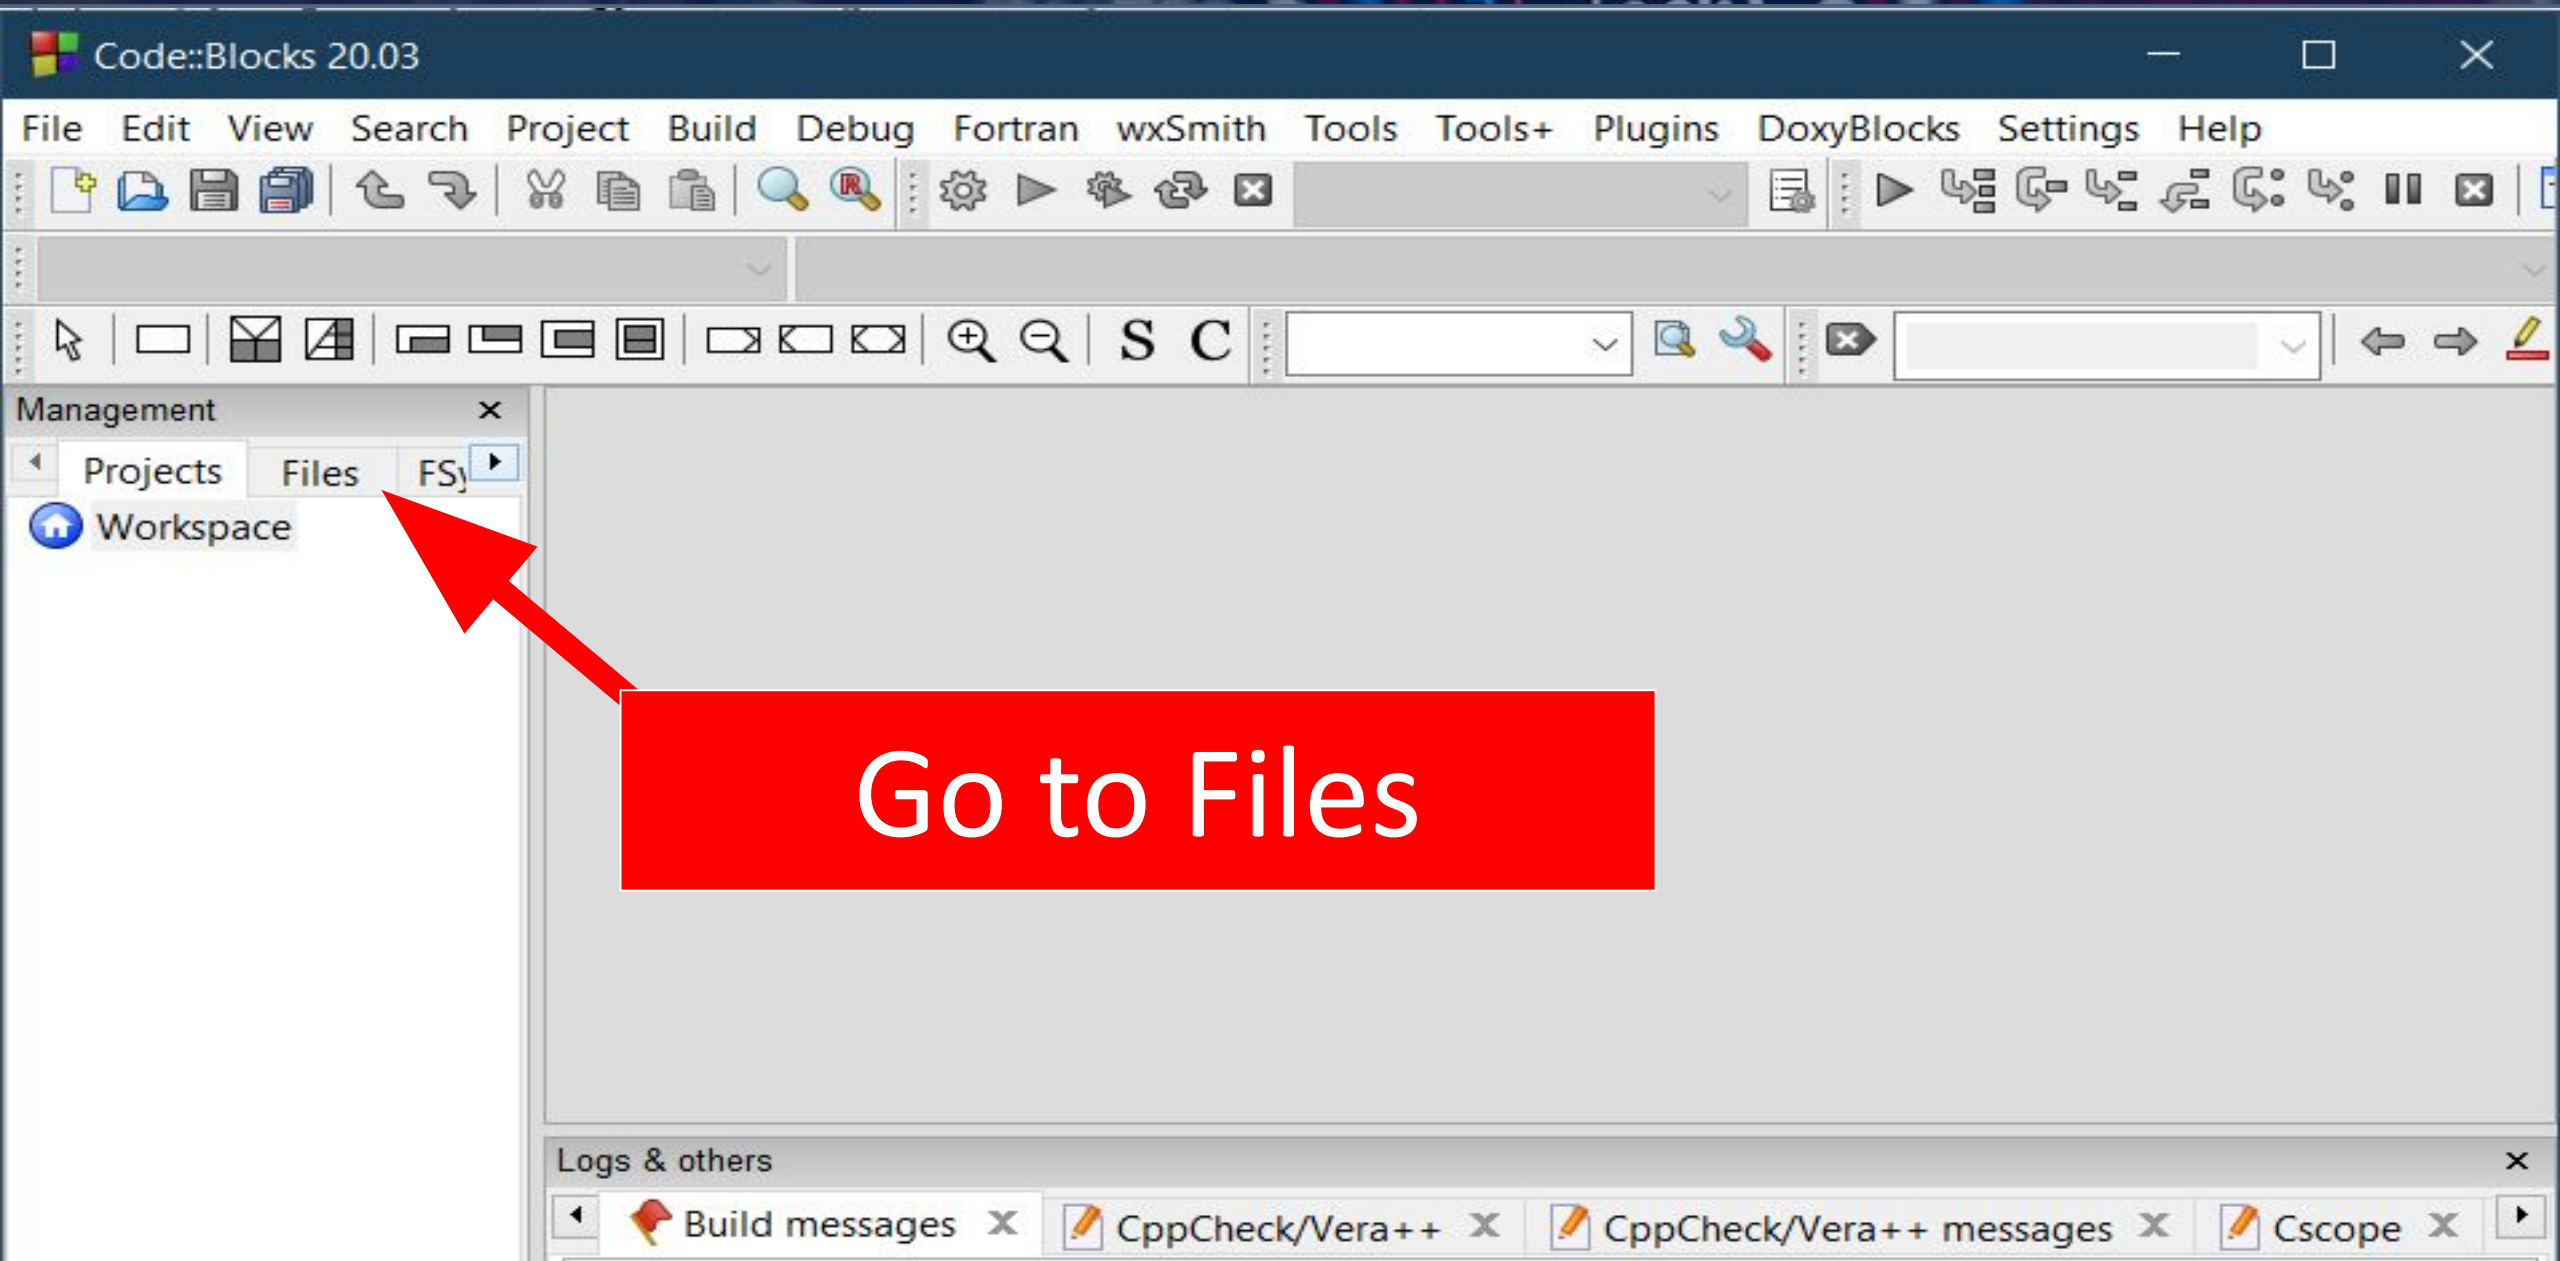 Code::Blocks 20.03
File Edit View Search Project Build Debug Fortran wxSmith Tools Tools+ Plugins DoxyBlocks Settings Help
S C
Management
Projects Files FSy
Workspace
Go to Files
Logs & others
Build messages CppCheck/Vera++ CppCheck/Vera++ messages Cscope